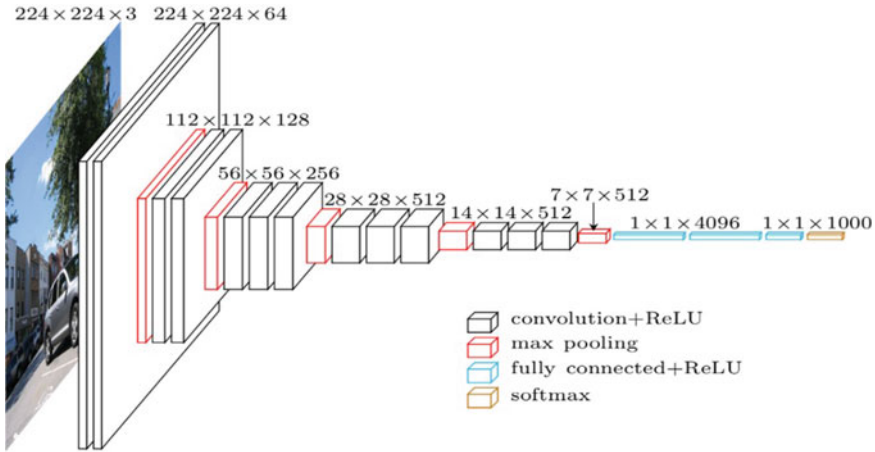 224×224×3
224×224×64
112×112×128
56×56×256
28×28×512
14×14×512
7×7×512
1×1×4096
1×1×1000
convolution+ReLU
max pooling
fully connected+ReLU
softmax